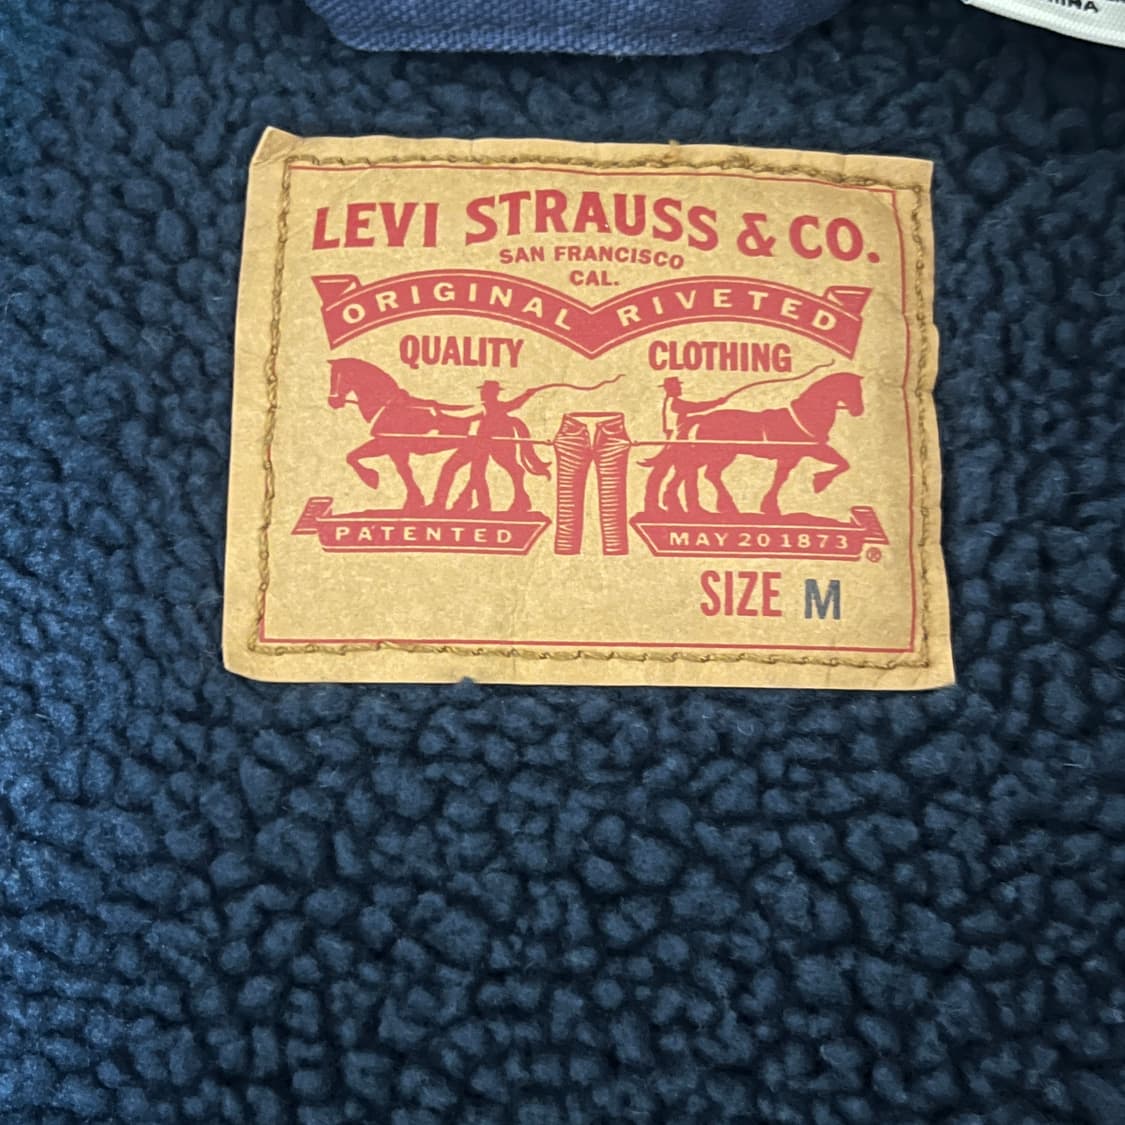 LEVI STRAUSS & CO.
SAN FRANCISCO
CAL.
ORIGINAL RIVETED
QUALITY CLOTHING
PATENTED MAY 20 1873 ®
SIZE M